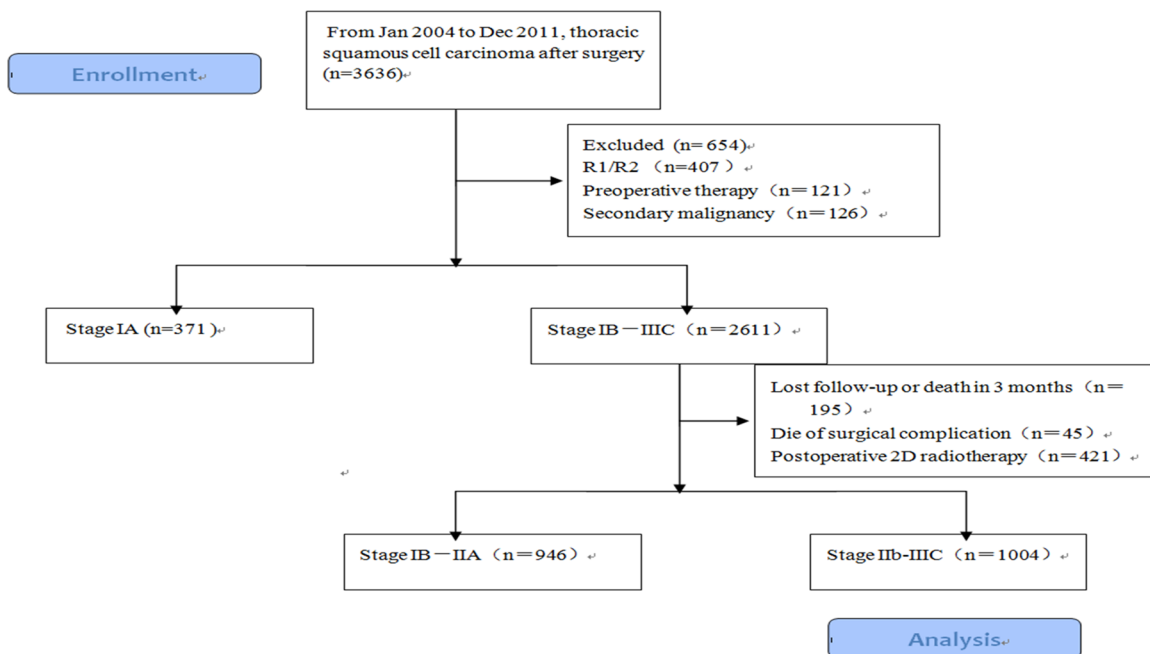 From Jan 2004 to Dec 2011, thoracic
squamous cell carcinoma after surgery
(n=3636)
Enrollment
Excluded (n= 654)
R1/R2 （n=407 ）
Preoperative therapy （n＝121）
Secondary malignancy （n＝126）
Stage IA (n=371 )
Stage IB－IIIC （n＝2611）
Lost follow-up or death in 3 months （n＝
195）
Die of surgical complication （n＝45）
Postoperative 2D radiotherapy （n＝421）
Stage IB－IIA （n＝946）
Stage IIb-IIIC （n＝1004）
Analysis